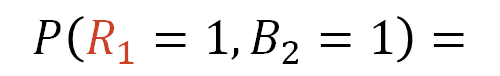 P(R₁ = 1, B₂ = 1) =